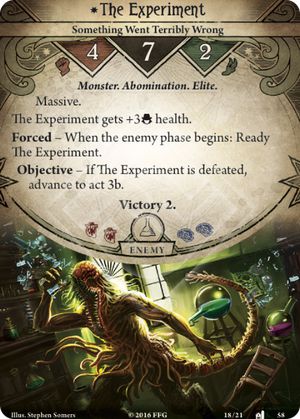 The Experiment
Something Went Terribly Wrong
4 7 2
Monster. Abomination. Elite.
Massive.
The Experiment gets +3 health.
Forced – When the enemy phase begins: Ready
The Experiment.
Objective – If The Experiment is defeated,
advance to act 3b.
Victory 2.
ENEMY
Illus. Stephen Somers © 2016 FFG 18/21 58